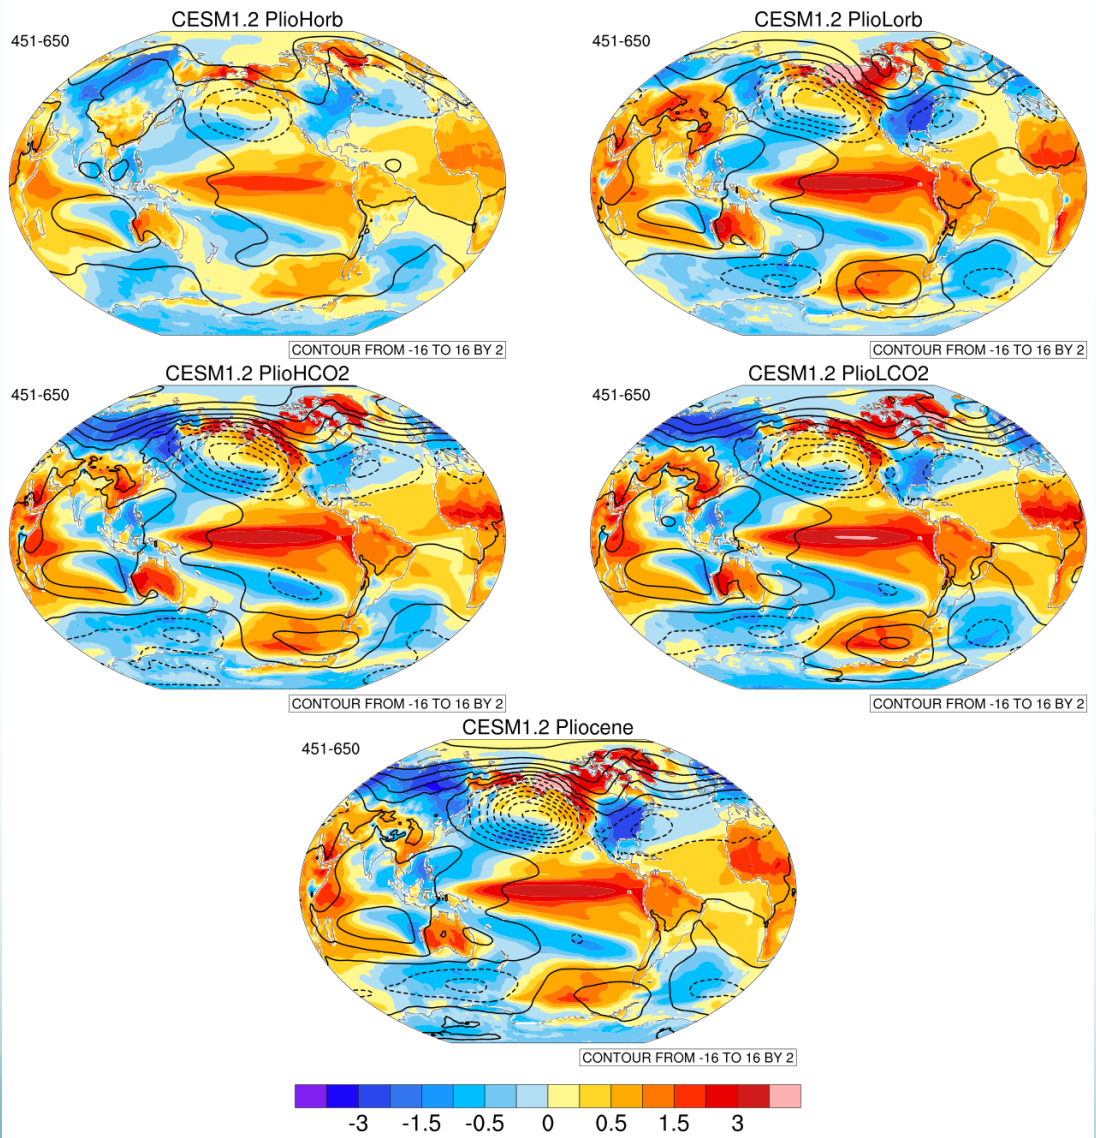 CESM1.2 PlioHorb
451-650
CONTOUR FROM -16 TO 16 BY 2
CESM1.2 PlioLorb
451-650
CONTOUR FROM -16 TO 16 BY 2
CESM1.2 PlioHCO2
451-650
CONTOUR FROM -16 TO 16 BY 2
CESM1.2 PlioLCO2
451-650
CONTOUR FROM -16 TO 16 BY 2
CESM1.2 Pliocene
451-650
CONTOUR FROM -16 TO 16 BY 2
-3 -1.5 -0.5 0 0.5 1.5 3